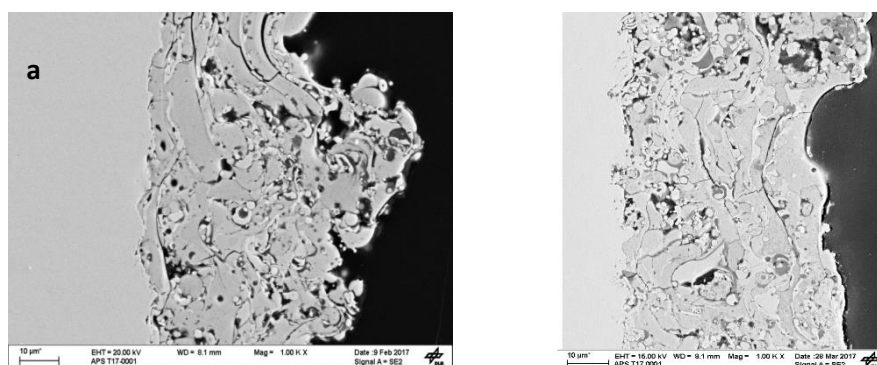 a
10 µm* EHT = 20.00 kV WD = 8.1 mm Mag = 1.00 K X Date :9 Feb 2017
APS T17-0001 Signal A = SE2
10 µm* EHT = 15.00 kV WD = 8.1 mm Mag = 1.00 K X Date :28 Mar 2017
APS T17-0001 Signal A = SE2
DLR